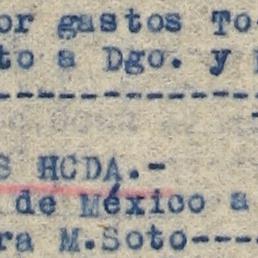 or gastos To
to a Dgo. y
--------------
S HCDA.-
de México a
ra M.Soto----